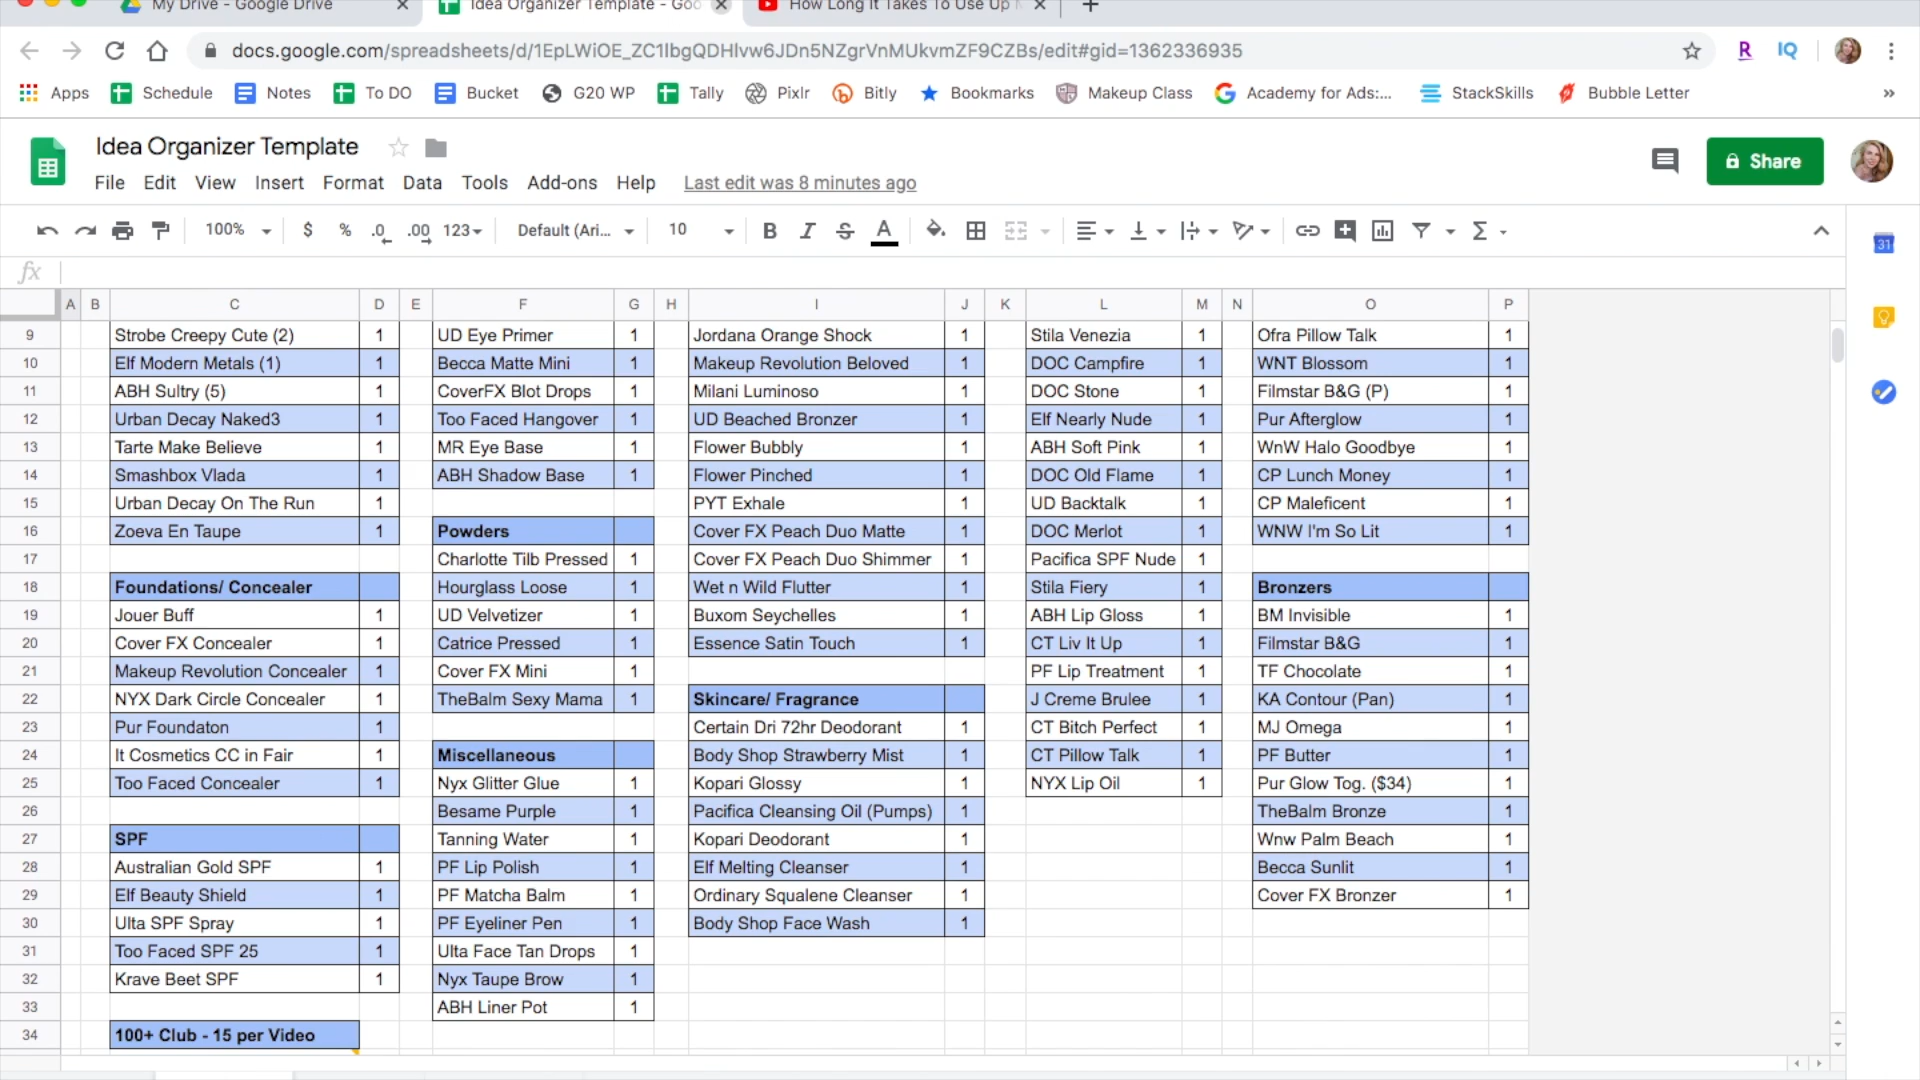 My Drive - Google Drive
Idea Organizer Template - Goo
How Long It Takes To Use Up
docs.google.com/spreadsheets/d/1EpLWiOE_ZC1IbgQDHlvw6JDn5NZgrVnMUkvmZF9CZBs/edit#gid=1362336935
R IQ
Apps Schedule Notes To DO Bucket G20 WP Tally Pixlr Bitly Bookmarks Makeup Class Academy for Ads:... StackSkills Bubble Letter »
Idea Organizer Template
Share
File Edit View Insert Format Data Tools Add-ons Help Last edit was 8 minutes ago
100% $ % .0 .00 123 Default (Ari... 10 B I S A Σ
31
fx
A B C D E F G H I J K L M N O P
9 Strobe Creepy Cute (2) 1 UD Eye Primer 1 Jordana Orange Shock 1 Stila Venezia 1 Ofra Pillow Talk 1
10 Elf Modern Metals (1) 1 Becca Matte Mini 1 Makeup Revolution Beloved 1 DOC Campfire 1 WNT Blossom 1
11 ABH Sultry (5) 1 CoverFX Blot Drops 1 Milani Luminoso 1 DOC Stone 1 Filmstar B&G (P) 1
12 Urban Decay Naked3 1 Too Faced Hangover 1 UD Beached Bronzer 1 Elf Nearly Nude 1 Pur Afterglow 1
13 Tarte Make Believe 1 MR Eye Base 1 Flower Bubbly 1 ABH Soft Pink 1 WnW Halo Goodbye 1
14 Smashbox Vlada 1 ABH Shadow Base 1 Flower Pinched 1 DOC Old Flame 1 CP Lunch Money 1
15 Urban Decay On The Run 1 PYT Exhale 1 UD Backtalk 1 CP Maleficent 1
16 Zoeva En Taupe 1 Powders Cover FX Peach Duo Matte 1 DOC Merlot 1 WNW I'm So Lit 1
17 Charlotte Tilb Pressed 1 Cover FX Peach Duo Shimmer 1 Pacifica SPF Nude 1
18 Foundations/ Concealer Hourglass Loose 1 Wet n Wild Flutter 1 Stila Fiery 1 Bronzers
19 Jouer Buff 1 UD Velvetizer 1 Buxom Seychelles 1 ABH Lip Gloss 1 BM Invisible 1
20 Cover FX Concealer 1 Catrice Pressed 1 Essence Satin Touch 1 CT Liv It Up 1 Filmstar B&G 1
21 Makeup Revolution Concealer 1 Cover FX Mini 1 PF Lip Treatment 1 TF Chocolate 1
22 NYX Dark Circle Concealer 1 TheBalm Sexy Mama 1 Skincare/ Fragrance J Creme Brulee 1 KA Contour (Pan) 1
23 Pur Foundaton 1 Certain Dri 72hr Deodorant 1 CT Bitch Perfect 1 MJ Omega 1
24 It Cosmetics CC in Fair 1 Miscellaneous Body Shop Strawberry Mist 1 CT Pillow Talk 1 PF Butter 1
25 Too Faced Concealer 1 Nyx Glitter Glue 1 Kopari Glossy 1 NYX Lip Oil 1 Pur Glow Tog. ($34) 1
26 Besame Purple 1 Pacifica Cleansing Oil (Pumps) 1 TheBalm Bronze 1
27 SPF Tanning Water 1 Kopari Deodorant 1 Wnw Palm Beach 1
28 Australian Gold SPF 1 PF Lip Polish 1 Elf Melting Cleanser 1 Becca Sunlit 1
29 Elf Beauty Shield 1 PF Matcha Balm 1 Ordinary Squalene Cleanser 1 Cover FX Bronzer 1
30 Ulta SPF Spray 1 PF Eyeliner Pen 1 Body Shop Face Wash 1
31 Too Faced SPF 25 1 Ulta Face Tan Drops 1
32 Krave Beet SPF 1 Nyx Taupe Brow 1
33 ABH Liner Pot 1
34 100+ Club - 15 per Video